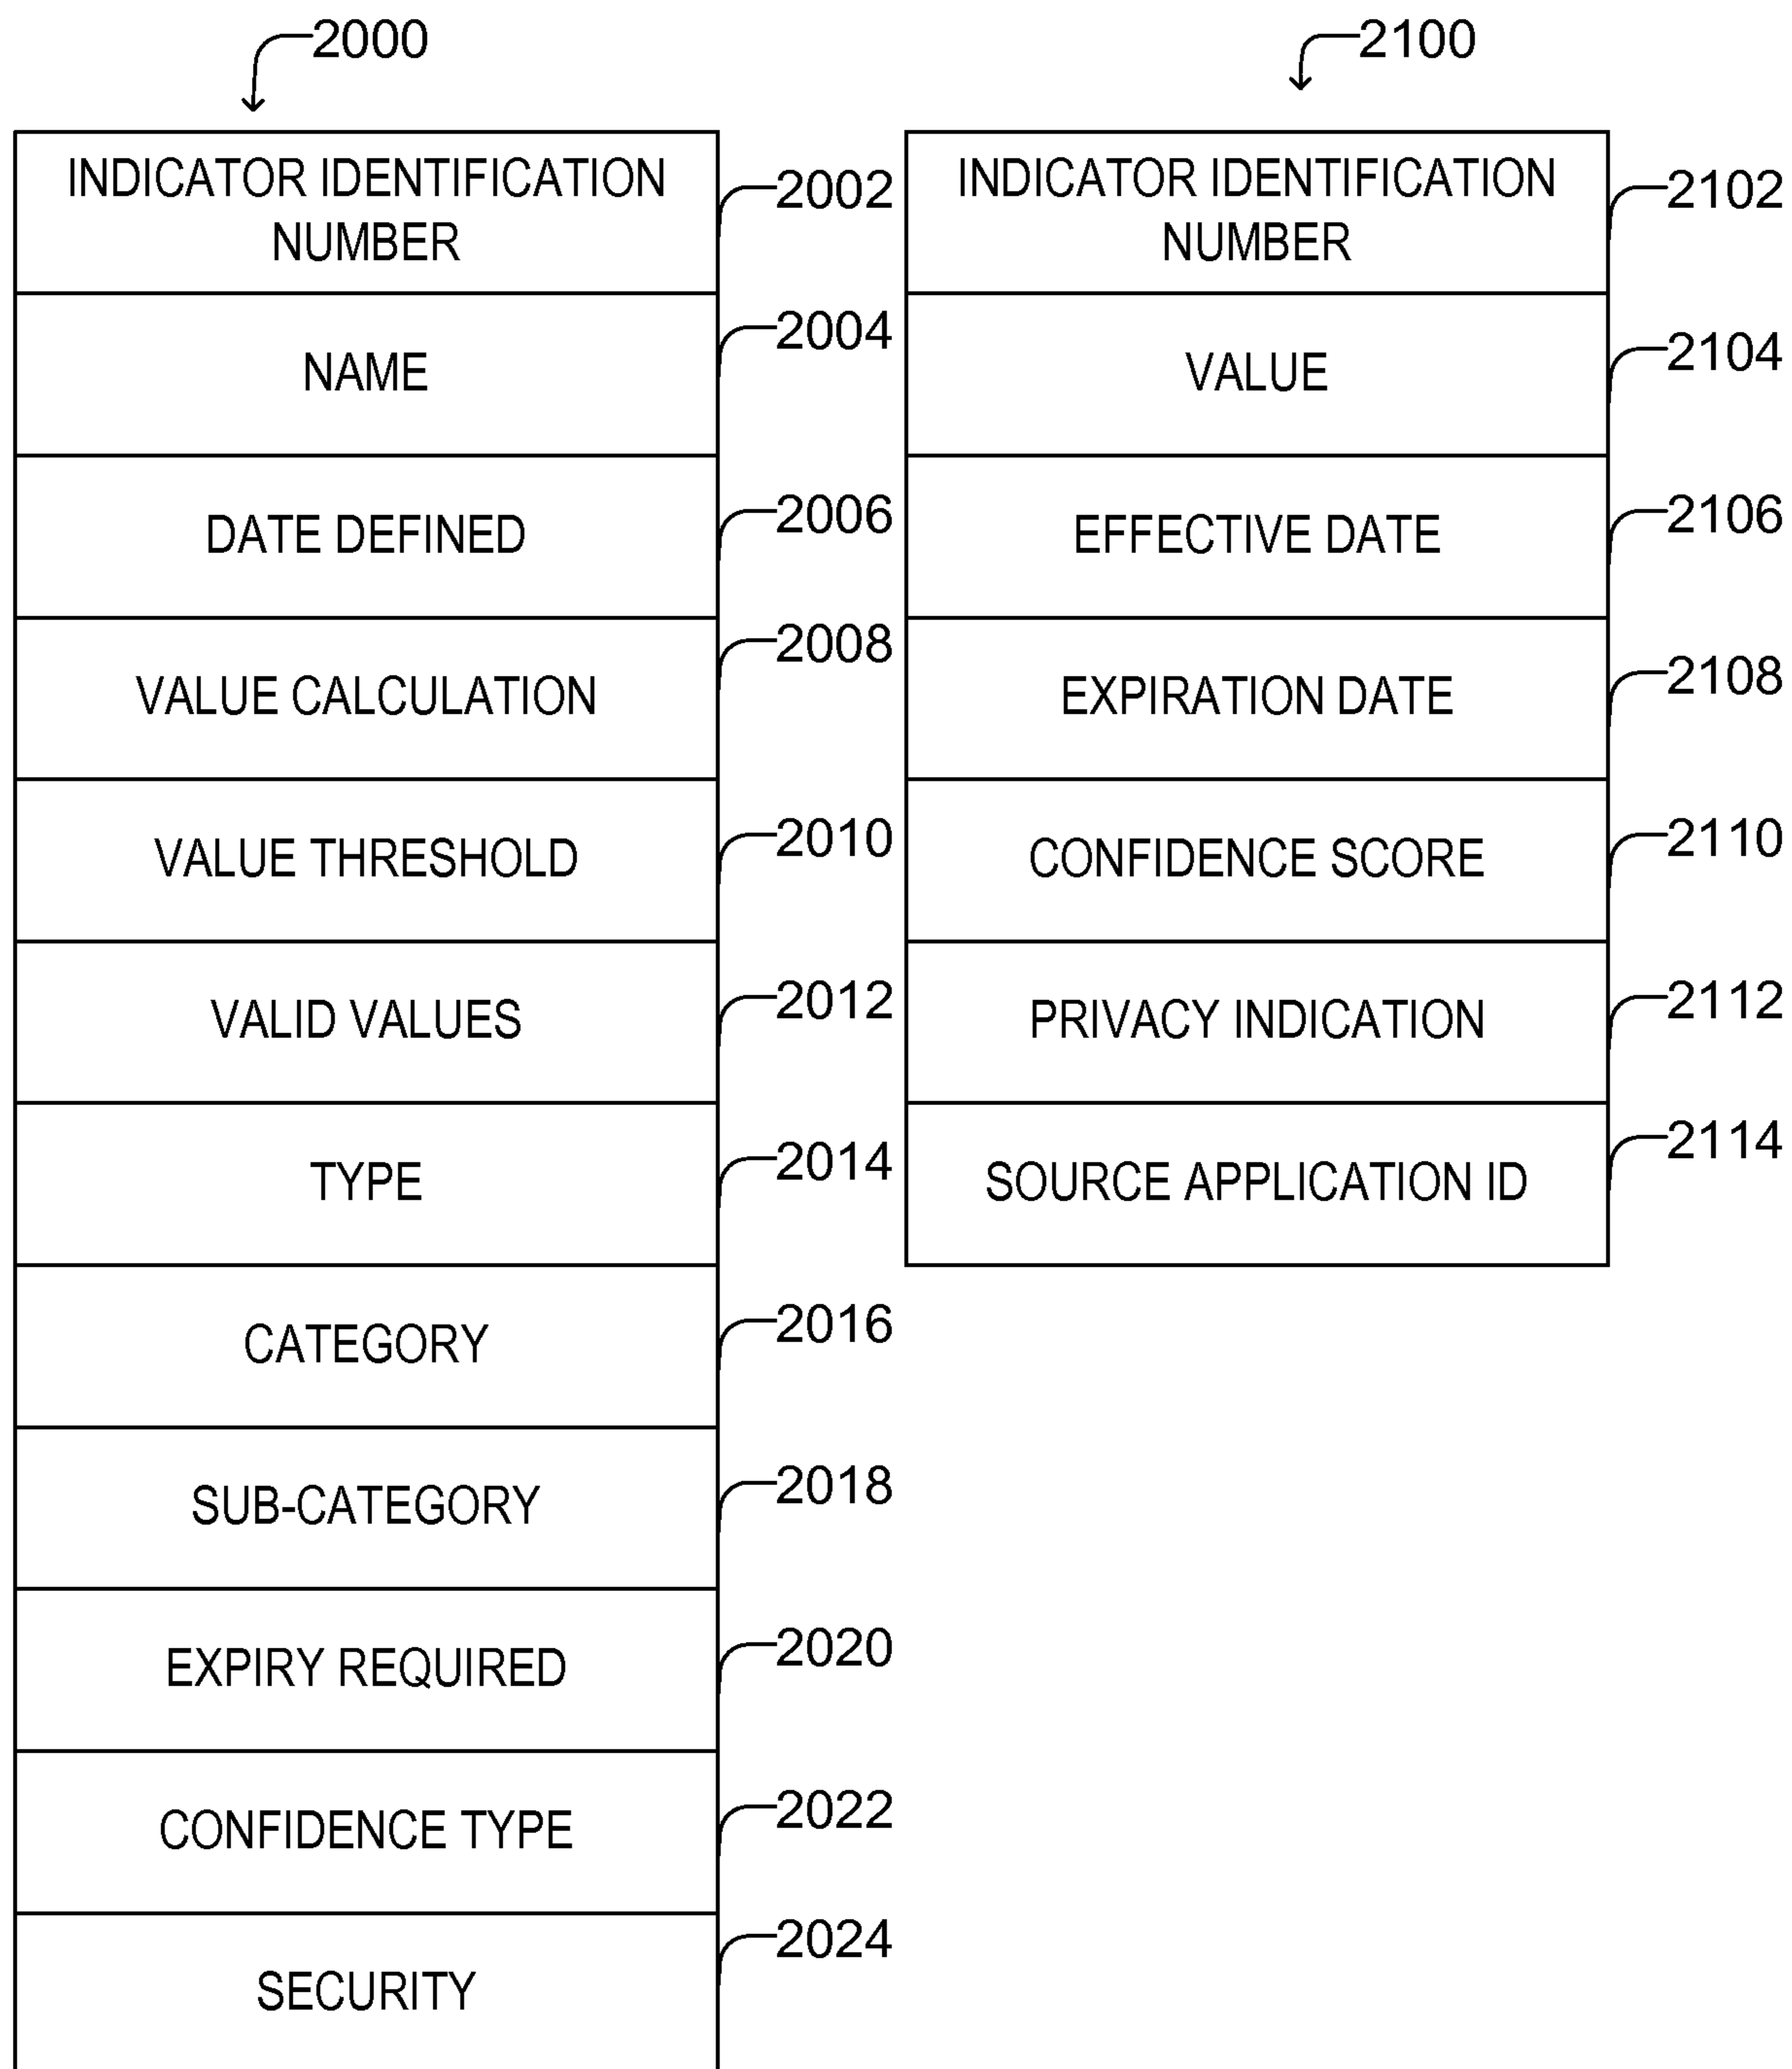 2000
INDICATOR IDENTIFICATION
NUMBER
2002
NAME
2004
DATE DEFINED
2006
VALUE CALCULATION
2008
VALUE THRESHOLD
2010
VALID VALUES
2012
TYPE
2014
CATEGORY
2016
SUB-CATEGORY
2018
EXPIRY REQUIRED
2020
CONFIDENCE TYPE
2022
SECURITY
2024
2100
INDICATOR IDENTIFICATION
NUMBER
2102
VALUE
2104
EFFECTIVE DATE
2106
EXPIRATION DATE
2108
CONFIDENCE SCORE
2110
PRIVACY INDICATION
2112
SOURCE APPLICATION ID
2114